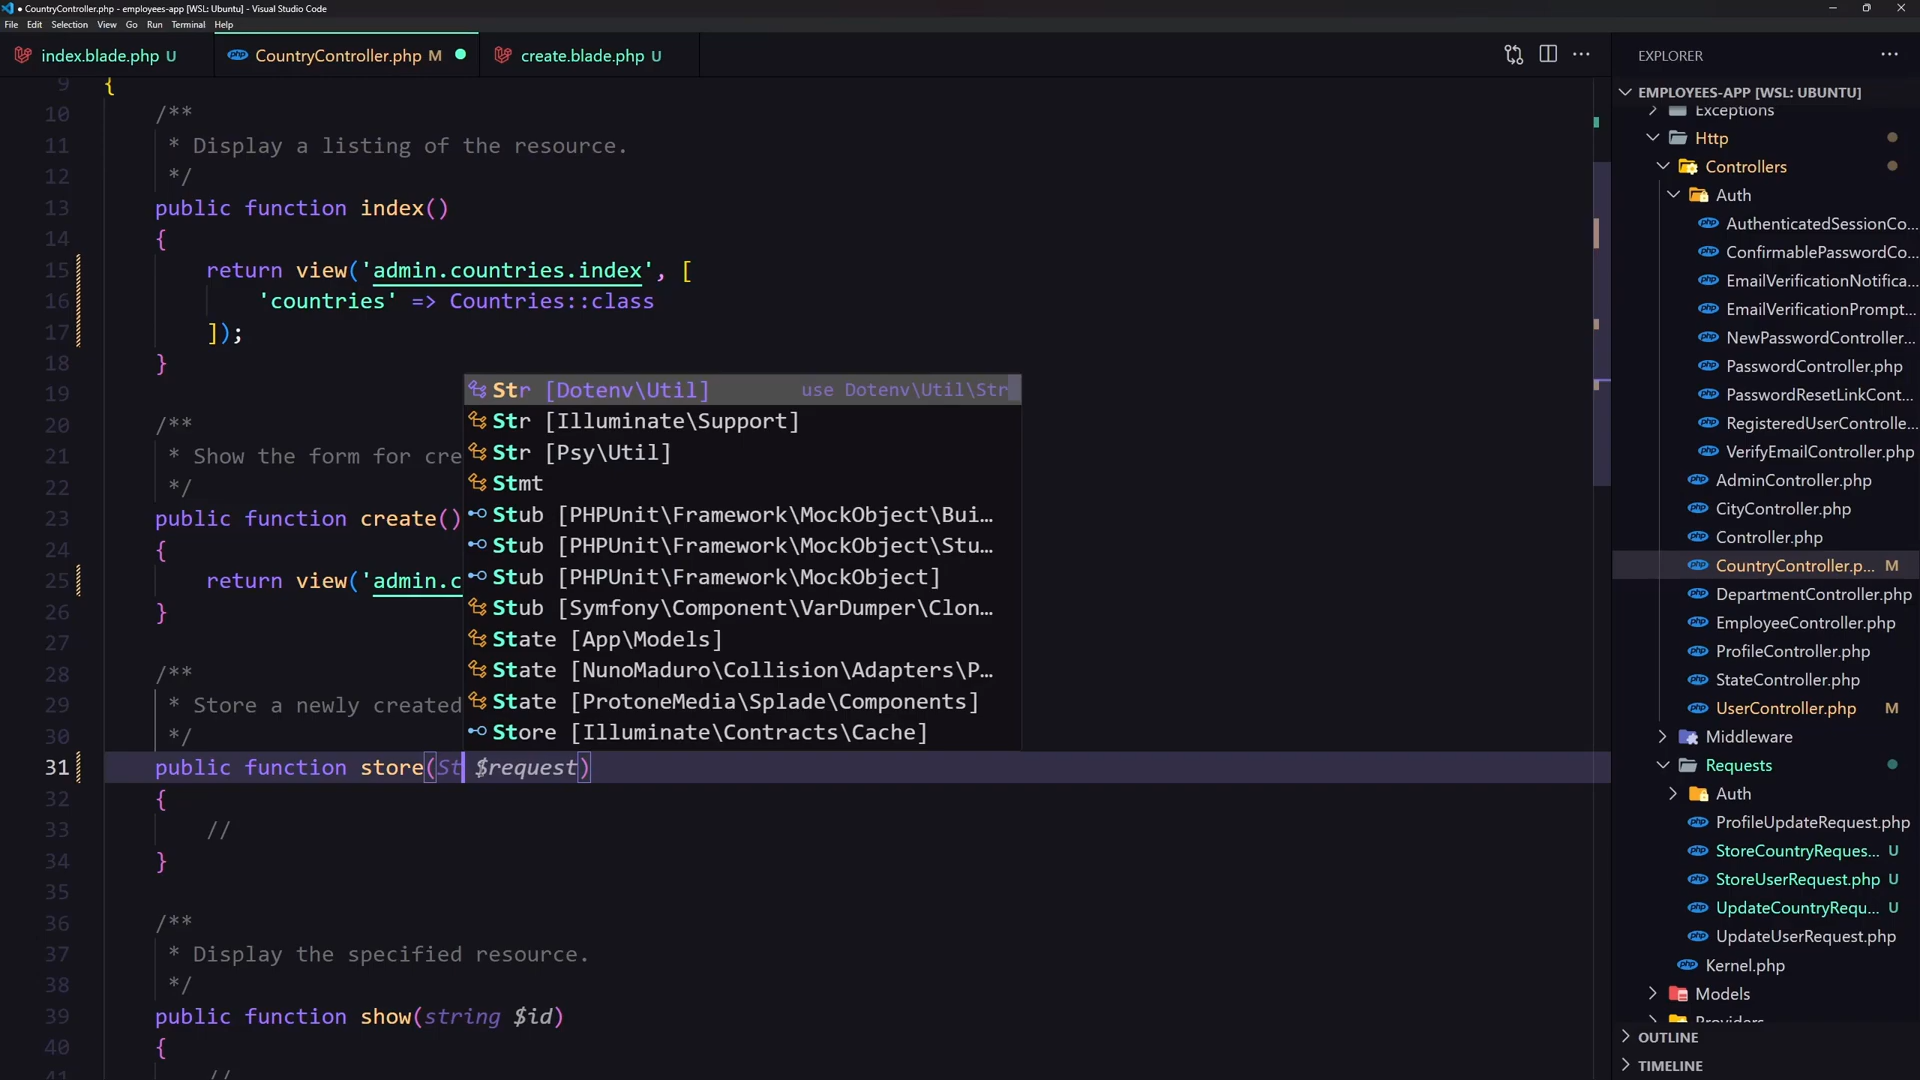 ● CountryController.php - employees-app [WSL: Ubuntu] - Visual Studio Code
File Edit Selection View Go Run Terminal Help
index.blade.php U
CountryController.php M
create.blade.php U
9 {
10 /**
11 * Display a listing of the resource.
12 */
13 public function index()
14 {
15 return view('admin.countries.index', [
16 'countries' => Countries::class
17 ]);
18 }
19
20 /**
21 * Show the form for cre
22 */
23 public function create()
24 {
25 return view('admin.c
26 }
27
28 /**
29 * Store a newly created
30 */
31 public function store(St $request)
32 {
33 //
34 }
35
36 /**
37 * Display the specified resource.
38 */
39 public function show(string $id)
40 {
41 //
Str [Dotenv\Util] use Dotenv\Util\Str
Str [Illuminate\Support]
Str [Psy\Util]
Stmt
Stub [PHPUnit\Framework\MockObject\Bui…
Stub [PHPUnit\Framework\MockObject\Stu…
Stub [PHPUnit\Framework\MockObject]
Stub [Symfony\Component\VarDumper\Clon…
State [App\Models]
State [NunoMaduro\Collision\Adapters\P…
State [ProtoneMedia\Splade\Components]
Store [Illuminate\Contracts\Cache]
EXPLORER
EMPLOYEES-APP [WSL: UBUNTU]
Exceptions
Http
Controllers
Auth
AuthenticatedSessionCo...
ConfirmablePasswordCo...
EmailVerificationNotifica...
EmailVerificationPrompt...
NewPasswordController...
PasswordController.php
PasswordResetLinkCont...
RegisteredUserControlle...
VerifyEmailController.php
AdminController.php
CityController.php
Controller.php
CountryController.p... M
DepartmentController.php
EmployeeController.php
ProfileController.php
StateController.php
UserController.php M
Middleware
Requests
Auth
ProfileUpdateRequest.php
StoreCountryReques... U
StoreUserRequest.php U
UpdateCountryRequ... U
UpdateUserRequest.php
Kernel.php
Models
Providers
OUTLINE
TIMELINE